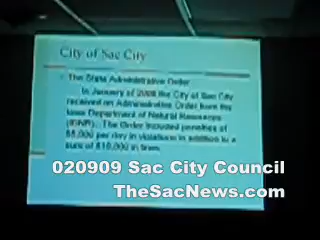 City of Sac City
• The State Administrative Order
In January of 2008 the City of Sac City
received an Administrative Order from the
Iowa Department of Natural Resources
(IDNR). The Order included penalties of
$5,000 per day in violations in addition to a
sum of $10,000 in fines.
020909 Sac City Council
TheSacNews.com